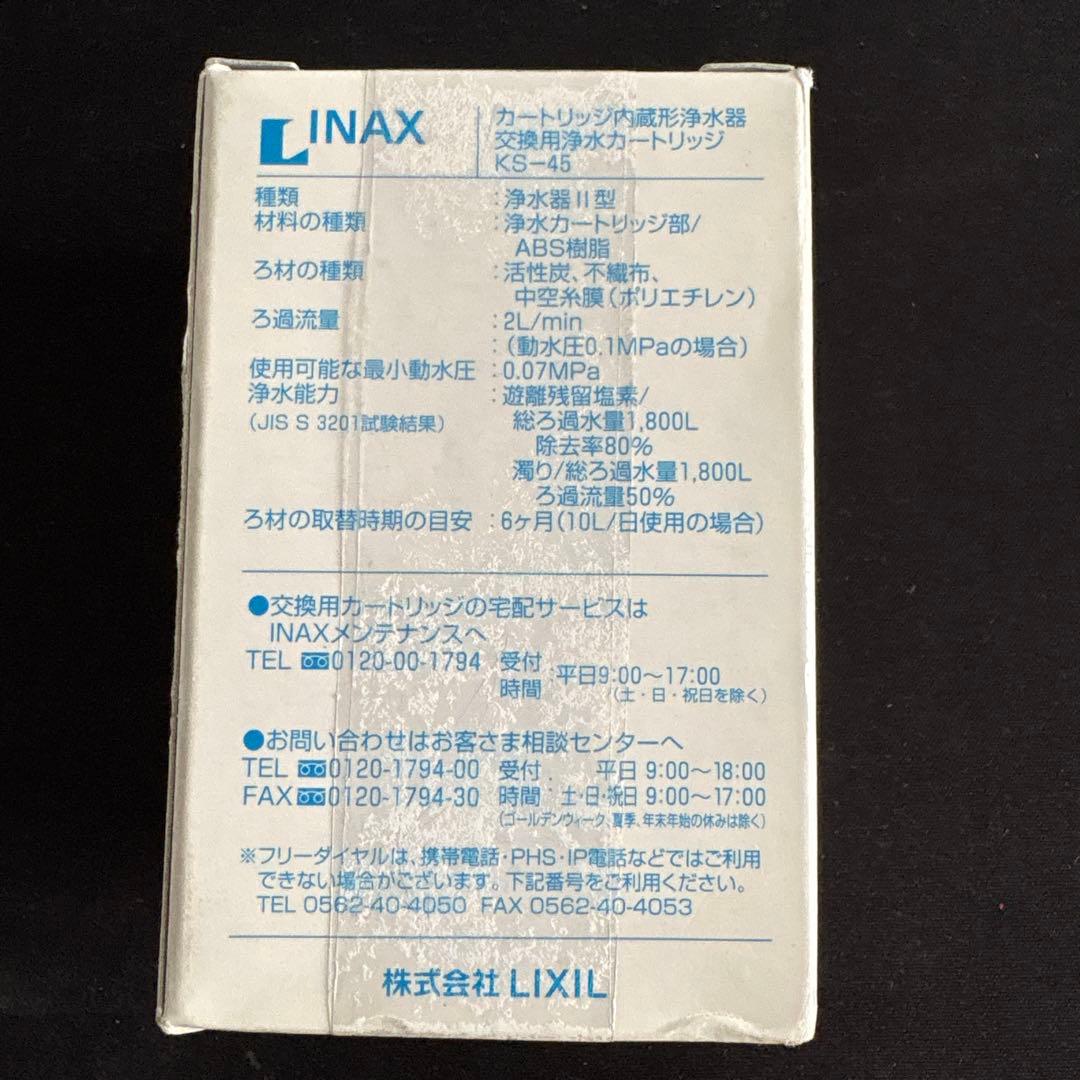 INAX
カートリッジ内蔵形浄水器
交換用浄水カートリッジ
KS-45
種類 :浄水器II型
材料の種類 :浄水カートリッジ部/
ABS樹脂
ろ材の種類 :活性炭、不繊布、
中空糸膜(ポリエチレン)
ろ過流量 :2L/min
:(動水圧0.1MPaの場合)
使用可能な最小動水圧 :0.07MPa
浄水能力 :遊離残留塩素/
(JIS S 3201試験結果) 総ろ過水量1,800L
除去率80%
濁り/総ろ過水量1,800L
ろ過流量50%
ろ材の取替時期の目安 :6ヶ月(10L/日使用の場合)
●交換用カートリッジの宅配サービスは
INAXメンテナンスへ
TEL 0120-00-1794 受付時間 平日9:00〜17:00
(土・日・祝日を除く)
●お問い合わせはお客さま相談センターへ
TEL 0120-1794-00 受付 平日 9:00〜18:00
FAX 0120-1794-30 時間:土・日・祝日 9:00〜17:00
(ゴールデンウィーク、夏季、年末年始の休みは除く)
※フリーダイヤルは、携帯電話・PHS・IP電話などではご利用
できない場合がございます。下記番号をご利用ください。
TEL 0562-40-4050 FAX 0562-40-4053
株式会社 LIXIL